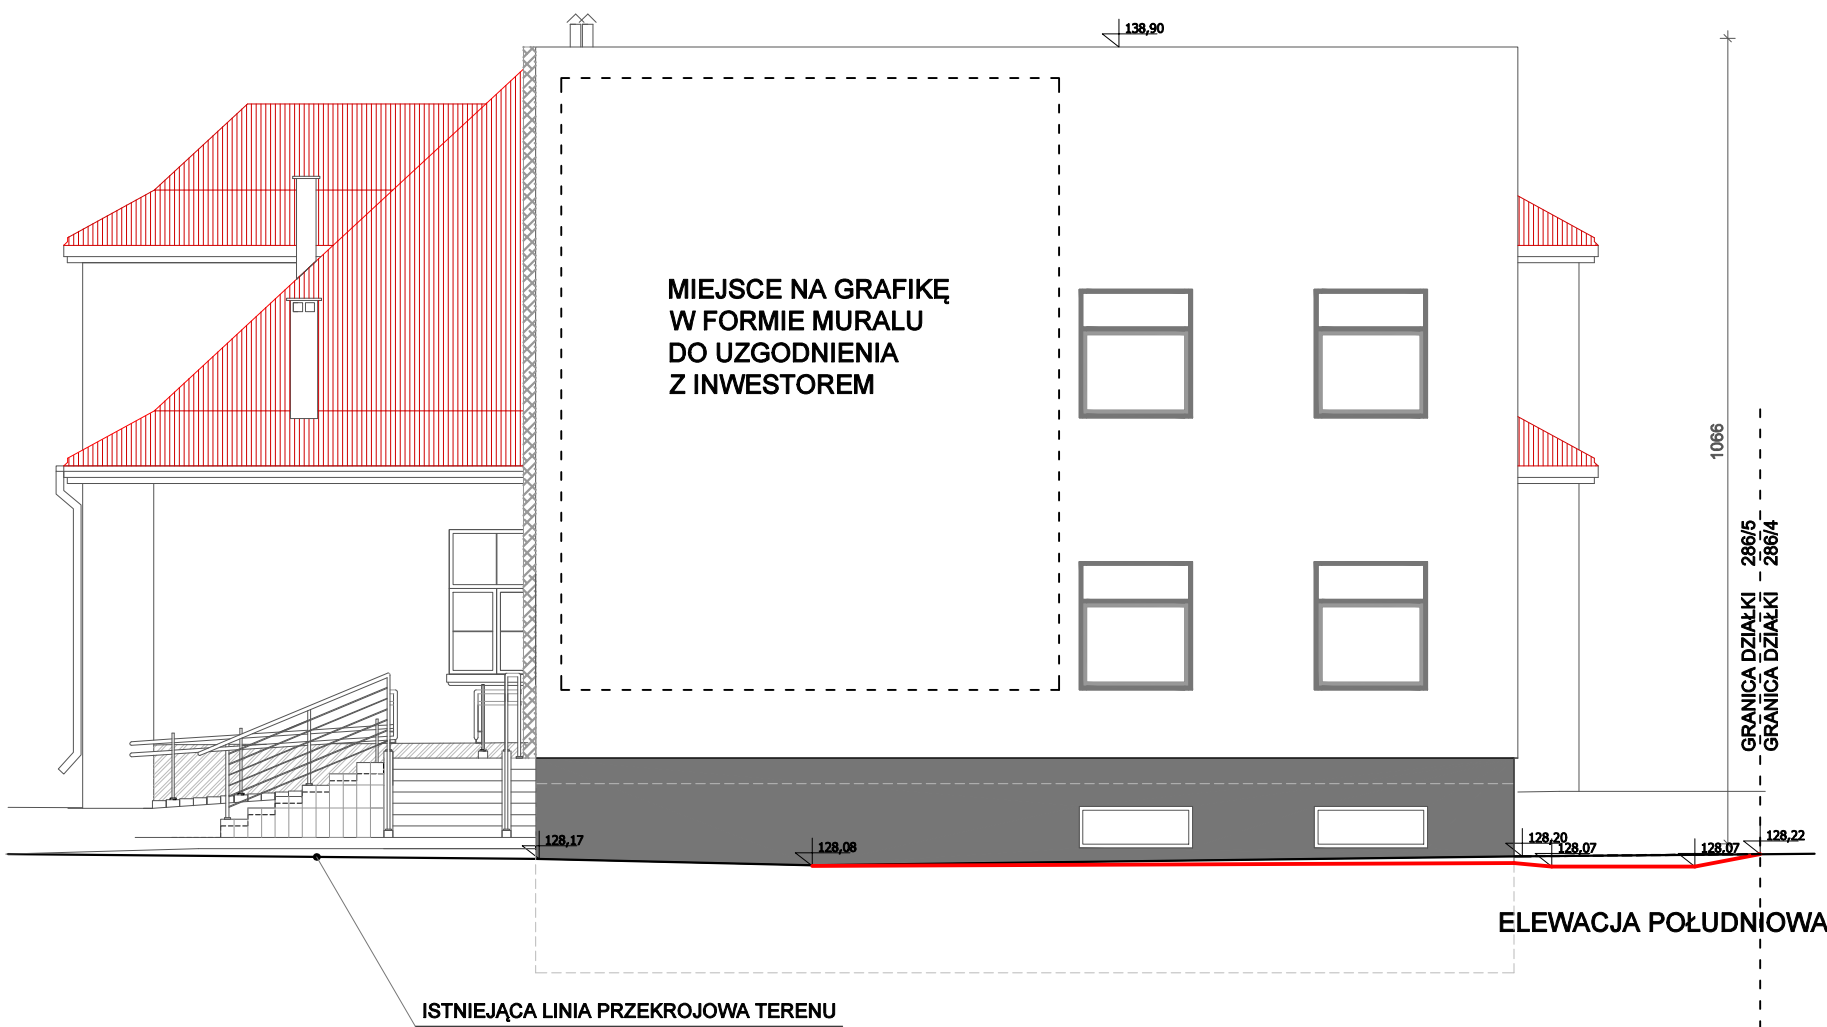 138,90
MIEJSCE NA GRAFIKĘ
W FORMIE MURALU
DO UZGODNIENIA
Z INWESTOREM
1066
GRANICA DZIAŁKI 286/5
GRANICA DZIAŁKI 286/4
128,17
128,08
128,20
128,07
128,07
128,22
ELEWACJA POŁUDNIOWA
ISTNIEJĄCA LINIA PRZEKROJOWA TERENU